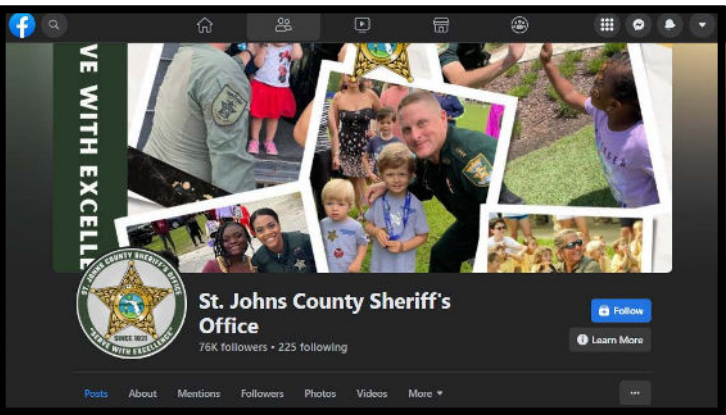 VE WITH EXCELLE
ST. JOHNS COUNTY SHERIFF'S OFFICE
SINCE 1821
"SERVE WITH EXCELLENCE"
St. Johns County Sheriff's
Office
76K followers • 225 following
Follow
Learn More
Posts About Mentions Followers Photos Videos More